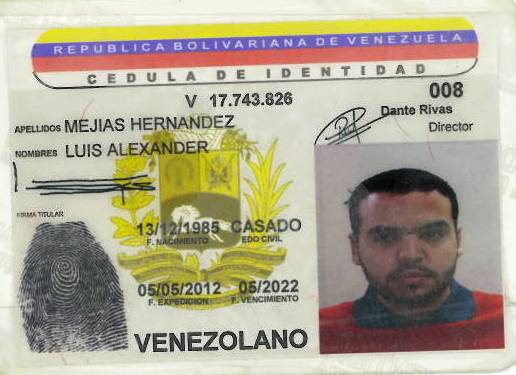 REPUBLICA BOLIVARIANA DE VENEZUELA
CEDULA DE IDENTIDAD
V 17.743.826
008
Dante Rivas
Director
APELLIDOS MEJIAS HERNANDEZ
NOMBRES LUIS ALEXANDER
FIRMA TITULAR
13/12/1985 CASADO
F. NACIMIENTO EDO CIVIL
05/05/2012 05/2022
F. EXPEDICION F. VENCIMIENTO
VENEZOLANO